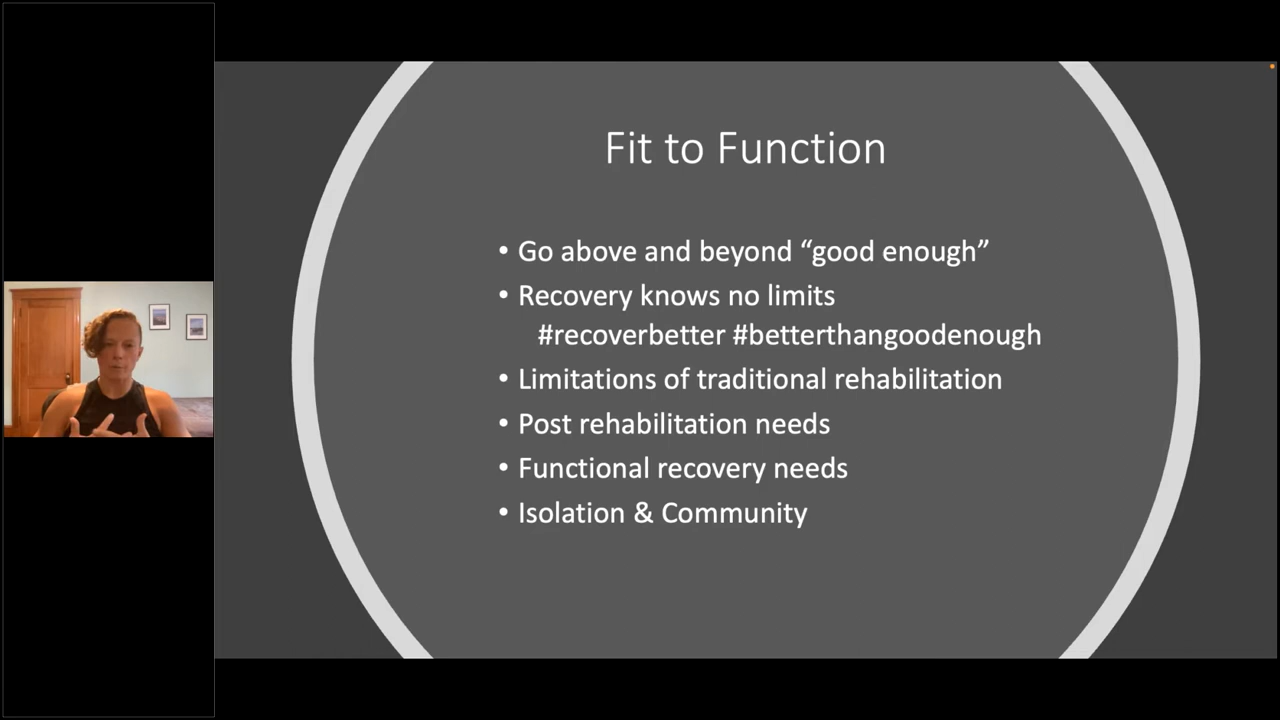 Fit to Function
• Go above and beyond “good enough”
• Recovery knows no limits
#recoverbetter #betterthangoodenough
• Limitations of traditional rehabilitation
• Post rehabilitation needs
• Functional recovery needs
• Isolation & Community